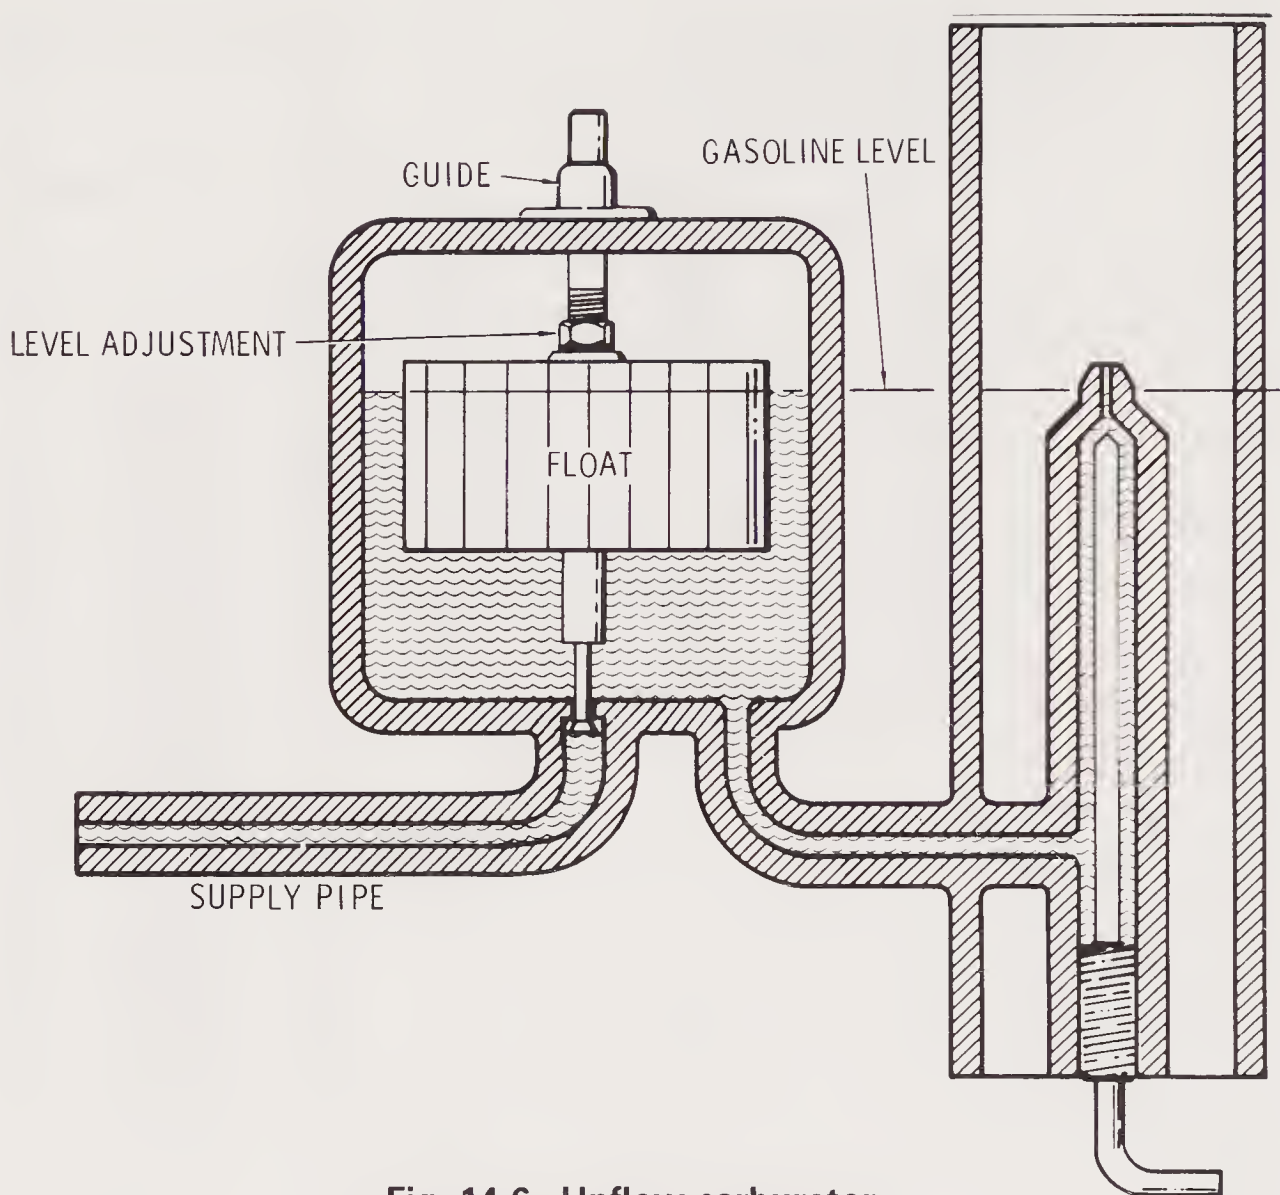 GUIDE
GASOLINE LEVEL
LEVEL ADJUSTMENT
FLOAT
SUPPLY PIPE
Fig. 14-6. Upflow carburetor